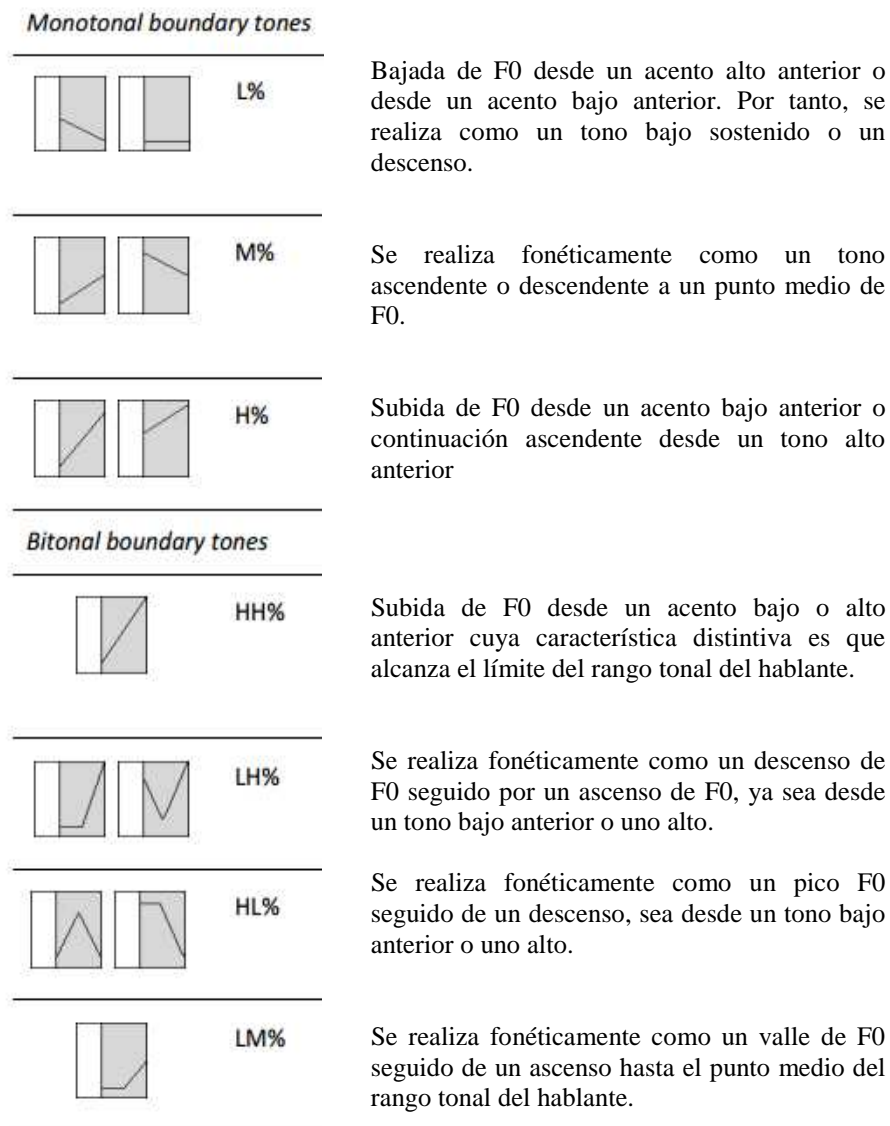 Monotonal boundary tones
L%
Bajada de F0 desde un acento alto anterior o
desde un acento bajo anterior. Por tanto, se
realiza como un tono bajo sostenido o un
descenso.
M%
Se realiza fonéticamente como un tono
ascendente o descendente a un punto medio de
F0.
H%
Subida de F0 desde un acento bajo anterior o
continuación ascendente desde un tono alto
anterior
Bitonal boundary tones
HH%
Subida de F0 desde un acento bajo o alto
anterior cuya característica distintiva es que
alcanza el límite del rango tonal del hablante.
LH%
Se realiza fonéticamente como un descenso de
F0 seguido por un ascenso de F0, ya sea desde
un tono bajo anterior o uno alto.
HL%
Se realiza fonéticamente como un pico F0
seguido de un descenso, sea desde un tono bajo
anterior o uno alto.
LM%
Se realiza fonéticamente como un valle de F0
seguido de un ascenso hasta el punto medio del
rango tonal del hablante.